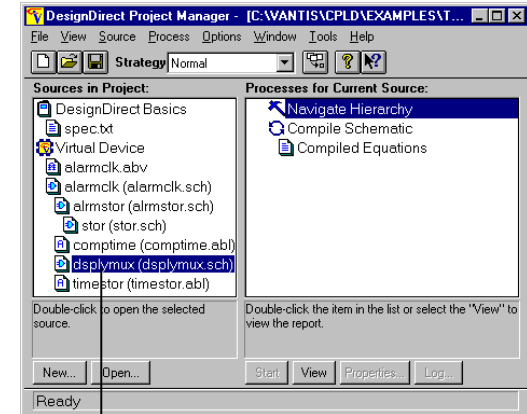 DesignDirect Project Manager - [C:\VANTIS\CPLD\EXAMPLES\T...
File View Source Process Options Window Tools Help
Strategy Normal
Sources in Project:
DesignDirect Basics
spec.txt
Virtual Device
alarmclk.abv
alarmclk (alarmclk.sch)
alrmstor (alrmstor.sch)
stor (stor.sch)
comptime (comptime.abl)
dsplymux (dsplymux.sch)
timestor (timestor.abl)
Double-click to open the selected
source.
New... Open...
Processes for Current Source:
Navigate Hierarchy
Compile Schematic
Compiled Equations
Double-click the item in the list or select the "View" to
view the report.
Start View Properties... Log...
Ready